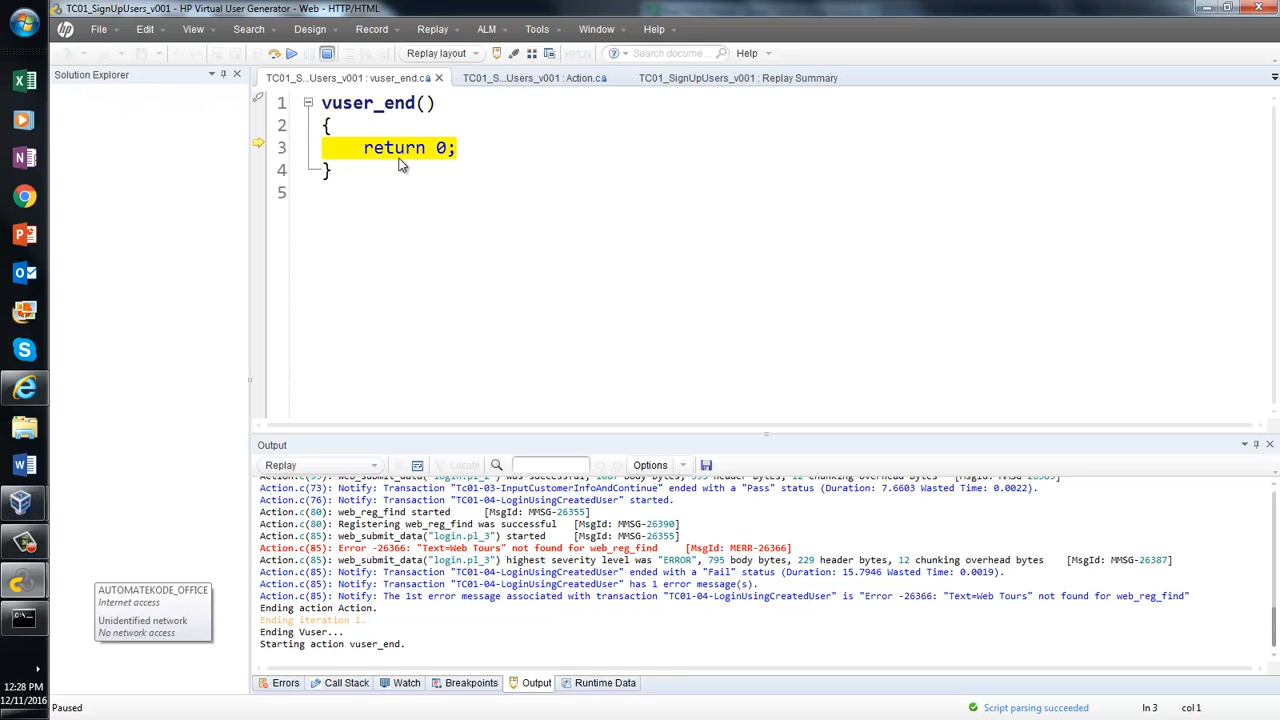 TC01_SignUpUsers_v001 - HP Virtual User Generator - Web - HTTP/HTML
File Edit View Search Design Record Replay ALM Tools Window Help
Replay layout HPLN Search docume... Help
Solution Explorer
TC01_S...Users_v001 : vuser_end.c TC01_S...Users_v001 : Action.c TC01_SignUpUsers_v001 : Replay Summary
1 vuser_end()
2 {
3 return 0;
4 }
5
Output
Replay Locate Options
Action.c(73): Notify: Transaction "TC01-03-InputCustomerInfoAndContinue" ended with a "Pass" status (Duration: 7.6603 Wasted Time: 0.0022).
Action.c(76): Notify: Transaction "TC01-04-LoginUsingCreatedUser" started.
Action.c(80): web_reg_find started [MsgId: MMSG-26355]
Action.c(80): Registering web_reg_find was successful [MsgId: MMSG-26390]
Action.c(85): web_submit_data("login.pl_3") started [MsgId: MMSG-26355]
Action.c(85): Error -26366: "Text=Web Tours" not found for web_reg_find [MsgId: MERR-26366]
Action.c(85): web_submit_data("login.pl_3") highest severity level was "ERROR", 795 body bytes, 229 header bytes, 12 chunking overhead bytes [MsgId: MMSG-26387]
Action.c(85): Notify: Transaction "TC01-04-LoginUsingCreatedUser" ended with a "Fail" status (Duration: 15.7946 Wasted Time: 0.0019).
Action.c(85): Notify: Transaction "TC01-04-LoginUsingCreatedUser" has 1 error message(s).
Action.c(85): Notify: The 1st error message associated with transaction "TC01-04-LoginUsingCreatedUser" is "Error -26366: "Text=Web Tours" not found for web_reg_find"
Ending action Action.
Ending iteration 1.
Ending Vuser...
Starting action vuser_end.
AUTOMATEKODE_OFFICE
Internet access
Unidentified network
No network access
Errors Call Stack Watch Breakpoints Output Runtime Data
12:28 PM
12/11/2016
Paused Script parsing succeeded ln 3 col 1